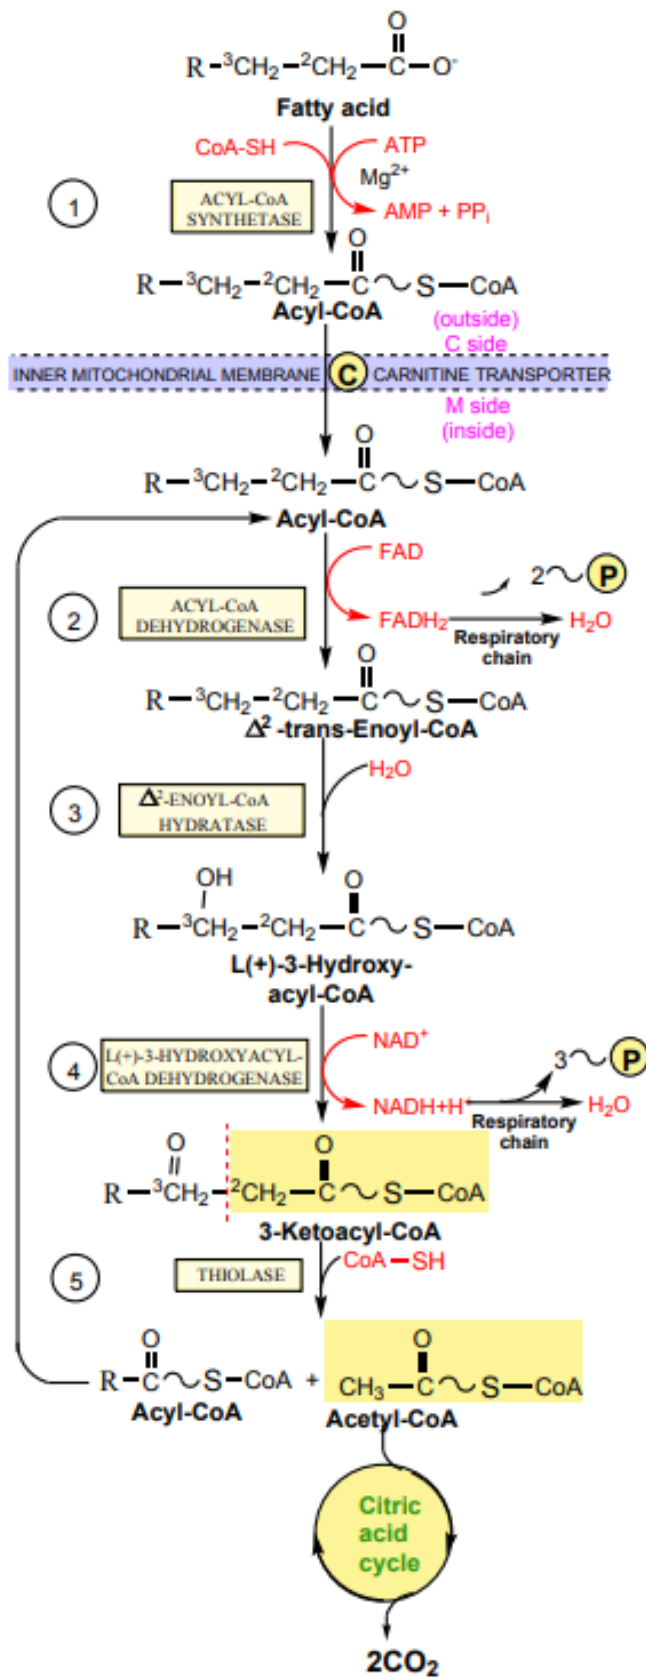 O
R—³CH₂—²CH₂—C—O⁻
Fatty acid
CoA-SH ATP
Mg²⁺
1 ACYL-CoA
SYNTHETASE
AMP + PPᵢ
O
R—³CH₂—²CH₂—C~S—CoA
Acyl-CoA
(outside)
C side
INNER MITOCHONDRIAL MEMBRANE C CARNITINE TRANSPORTER
M side
(inside)
O
R—³CH₂—²CH₂—C~S—CoA
Acyl-CoA
FAD
2~P
2 ACYL-CoA
DEHYDROGENASE
FADH₂ H₂O
Respiratory
chain
O
R—³CH₂—²CH₂—C~S—CoA
Δ²-trans-Enoyl-CoA
H₂O
3 Δ²-ENOYL-CoA
HYDRATASE
OH O
R—³CH₂—²CH₂—C~S—CoA
L(+)-3-Hydroxy-
acyl-CoA
NAD⁺
3~P
4 L(+)-3-HYDROXYACYL-
CoA DEHYDROGENASE
NADH+H⁺ H₂O
Respiratory
chain
O O
R—³CH₂—²CH₂—C~S—CoA
3-Ketoacyl-CoA
CoA—SH
5 THIOLASE
O O
R—C~S—CoA + CH₃—C~S—CoA
Acyl-CoA Acetyl-CoA
Citric
acid
cycle
2CO₂